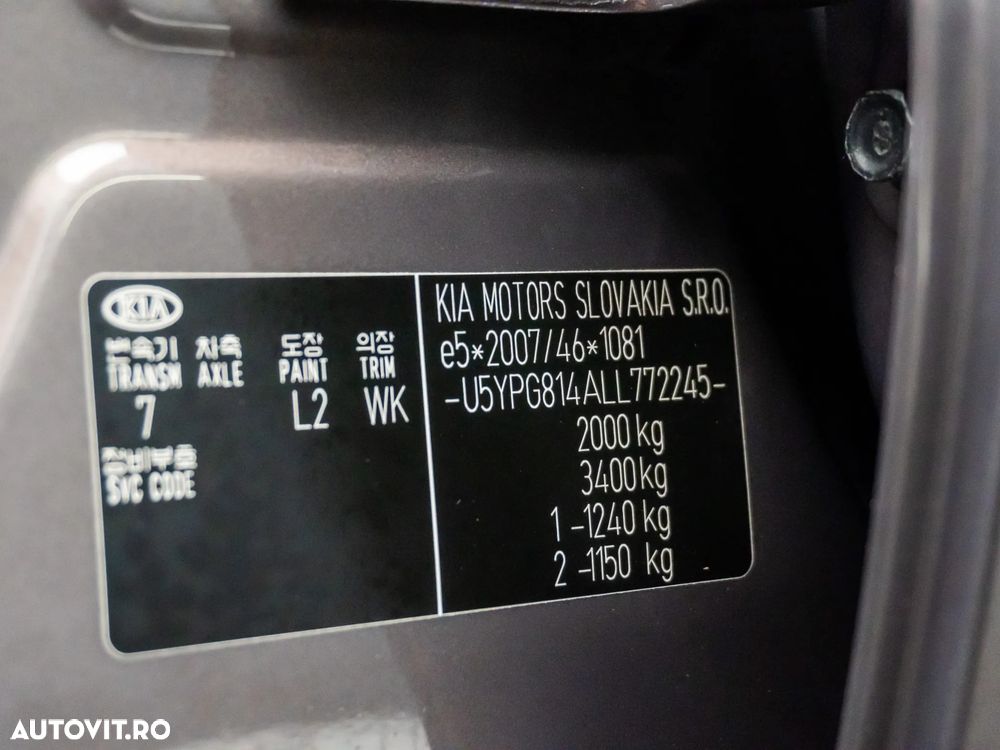 KIA
변속기 차축 도장 의장
TRANSM AXLE PAINT TRIM
7 L2 WK
장비부호
SVC CODE
KIA MOTORS SLOVAKIA S.R.O.
e5*2007/46*1081
-U5YPG814ALL772245-
2000 kg
3400 kg
1 -1240 kg
2 -1150 kg
AUTOVIT.RO